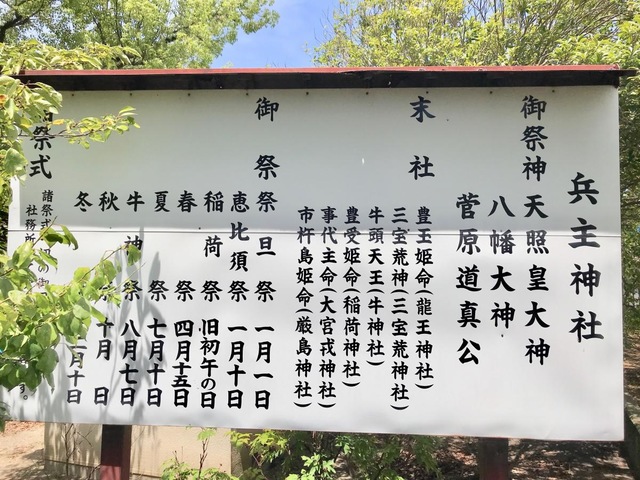 兵主神社
御祭神 天照皇大神
八幡大神
菅原道真公
末社
豊玉姫命(龍王神社)
三宝荒神(三宝荒神社)
牛頭天王(牛神社)
豊受姫命(稲荷神社)
事代主命(大宮戎神社)
市杵島姫命(厳島神社)
御祭
祭旦祭 一月一日
恵比須祭 一月十日
稲荷祭 旧初午の日
春祭 四月十五日
夏祭 七月十日
牛神祭 八月七日
秋祭 十月 日
冬 月十日
祭式
諸祭式 の御
社務所 す。